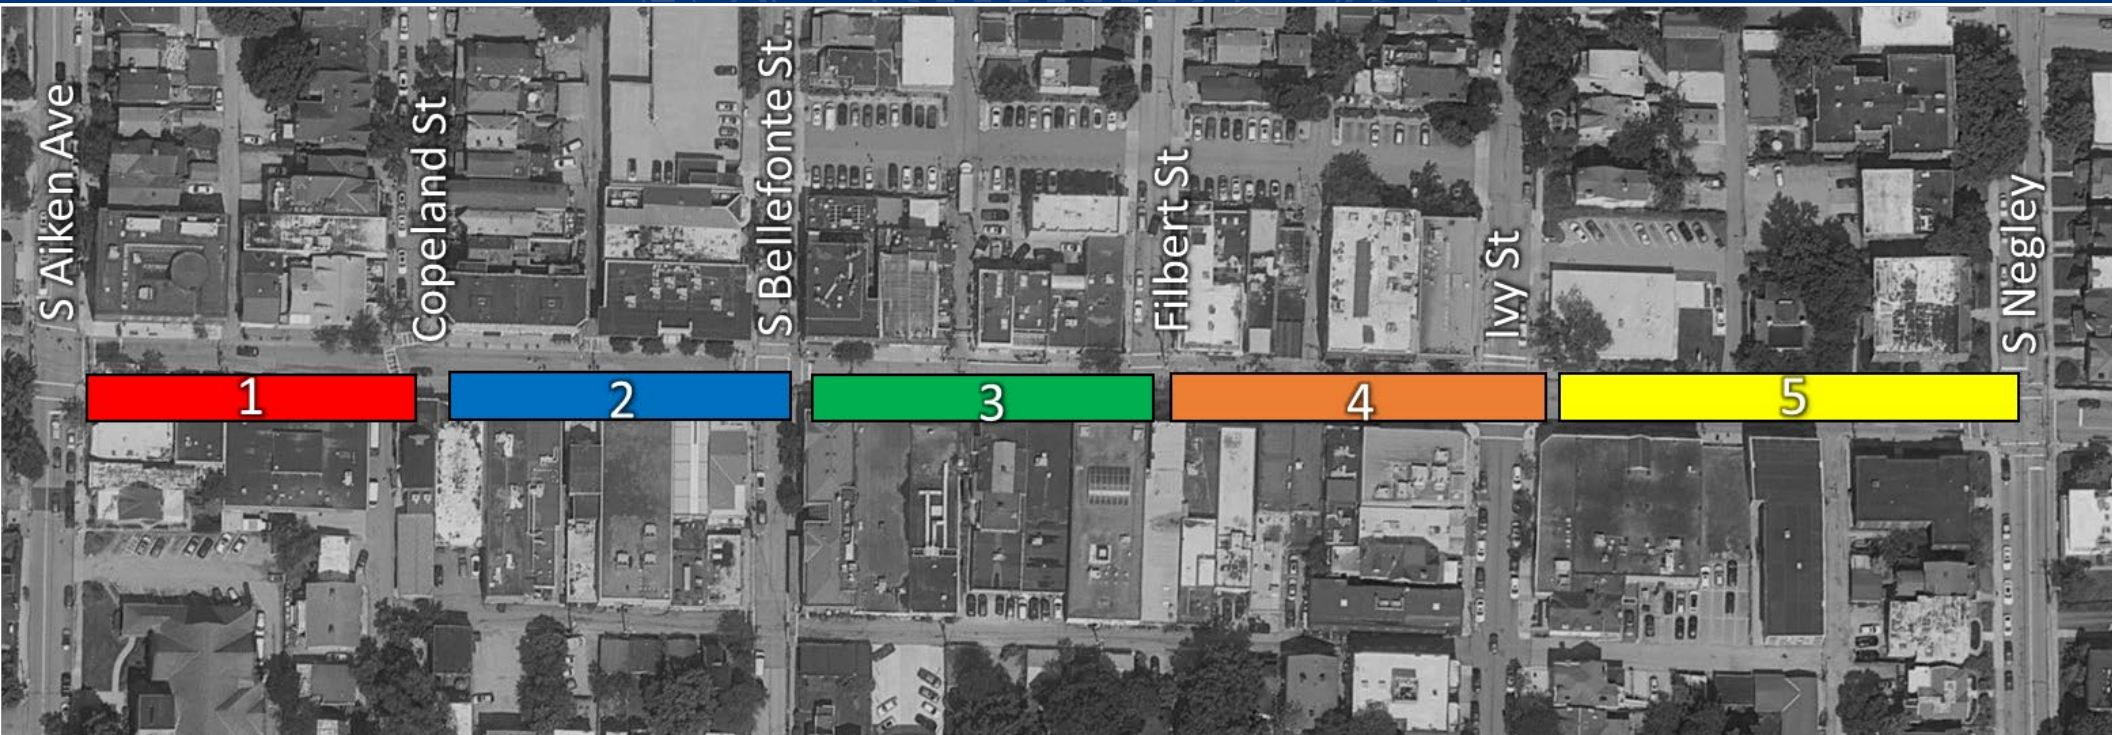 S Aiken Ave
Copeland St
S Bellefonte St
Filbert St
Ivy St
S Negley
1
2
3
4
5